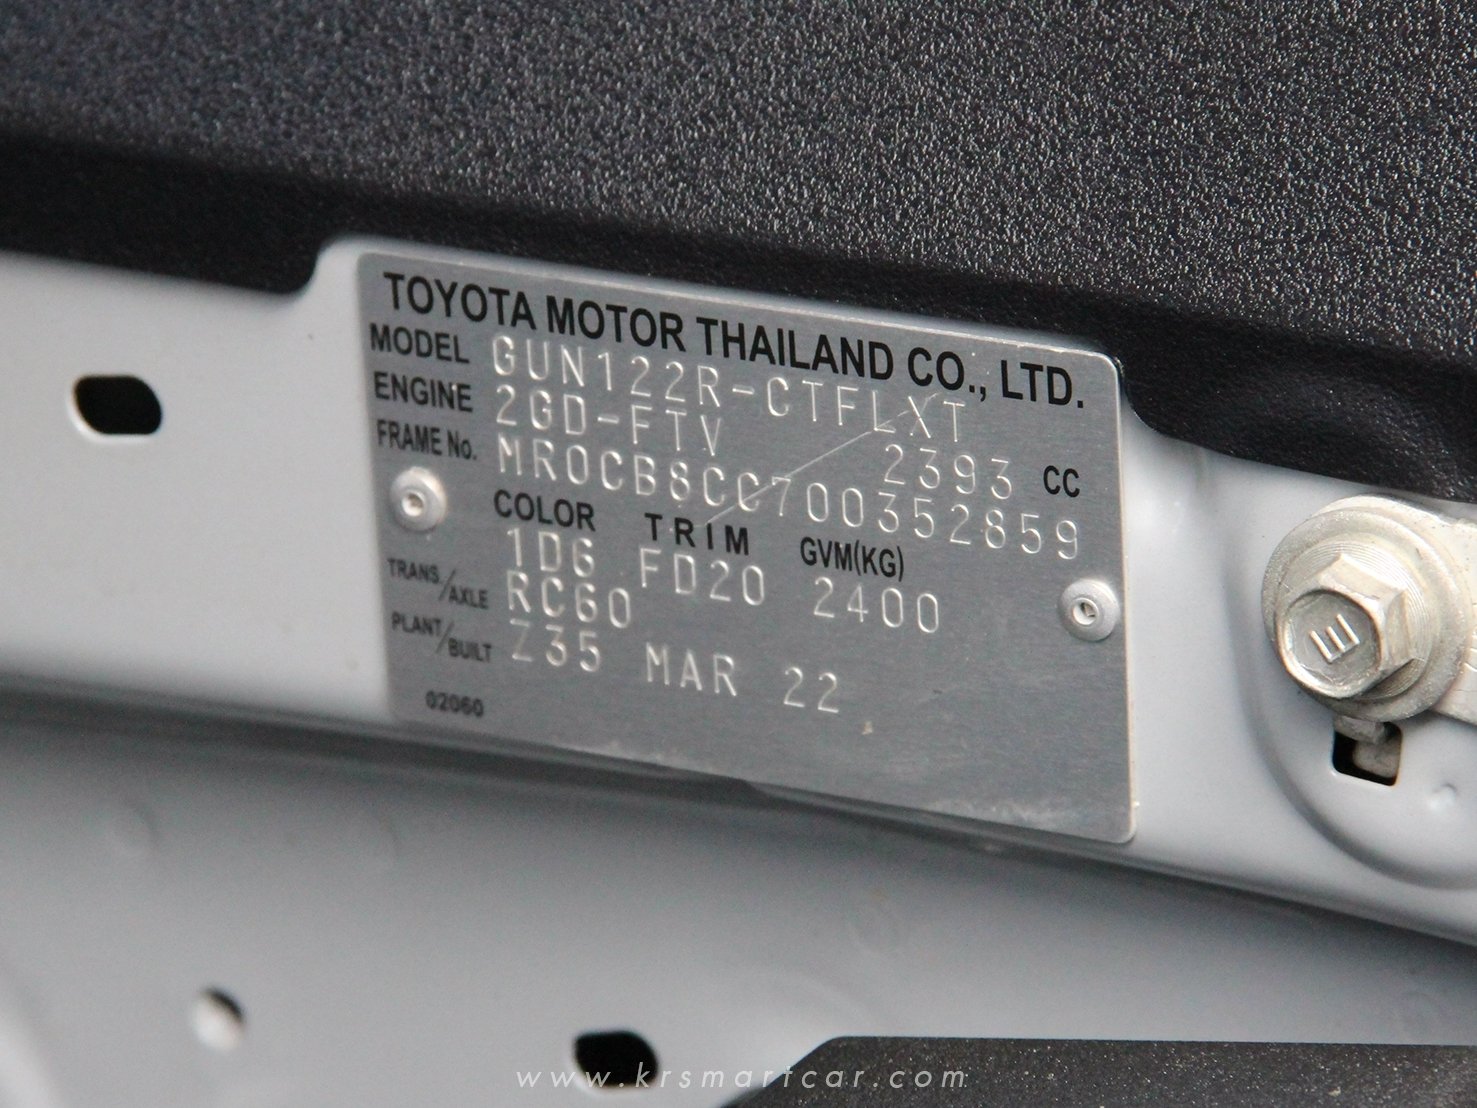 TOYOTA MOTOR THAILAND CO., LTD.
MODEL GUN122R-CTFLXT
ENGINE 2GD-FTV 2393 CC
FRAME No. MR0CB8CC700352859
COLOR TRIM GVM(KG)
1D6 FD20 2400
TRANS/AXLE RC60
PLANT/BUILT Z35 MAR 22
02060
E
www.krsmartcar.com